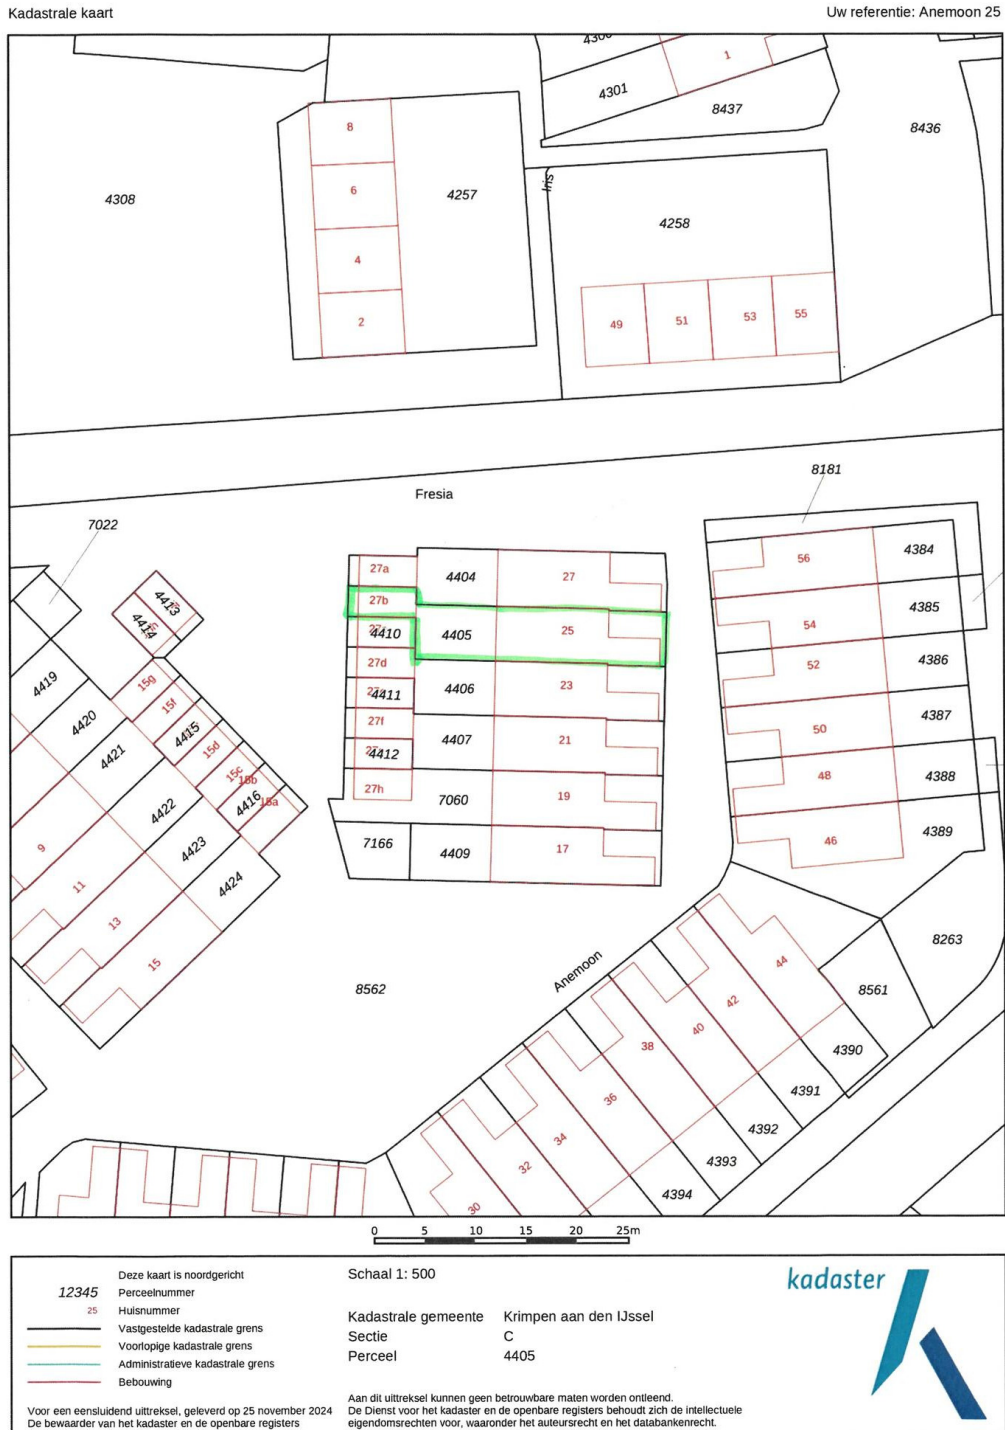 Kadastrale kaart
Uw referentie: Anemoon 25
4301
1
8437
8436
8
6
4
2
4257
4308
Iris
4258
49
51
53
55
Fresia
8181
7022
27a
4404
27
27b
4405
25
4410
27d
4406
23
4411
27f
4407
21
4412
27h
7060
19
7166
4409
17
56
4384
54
4385
52
4386
50
4387
48
4388
46
4389
4413
4414
15g
15f
4415
15d
15c
15b
4416
15a
4419
4420
4421
4422
4423
4424
9
11
13
15
8562
Anemoon
8263
8561
44
42
40
38
36
34
32
30
4390
4391
4392
4393
4394
0 5 10 15 20 25m
Deze kaart is noordgericht
12345 Perceelnummer
25 Huisnummer
Vastgestelde kadastrale grens
Voorlopige kadastrale grens
Administratieve kadastrale grens
Bebouwing
Voor een eensluidend uittreksel, geleverd op 25 november 2024
De bewaarder van het kadaster en de openbare registers
Schaal 1: 500
Kadastrale gemeente Krimpen aan den IJssel
Sectie C
Perceel 4405
Aan dit uittreksel kunnen geen betrouwbare maten worden ontleend.
De Dienst voor het kadaster en de openbare registers behoudt zich de intellectuele
eigendomsrechten voor, waaronder het auteursrecht en het databankenrecht.
kadaster